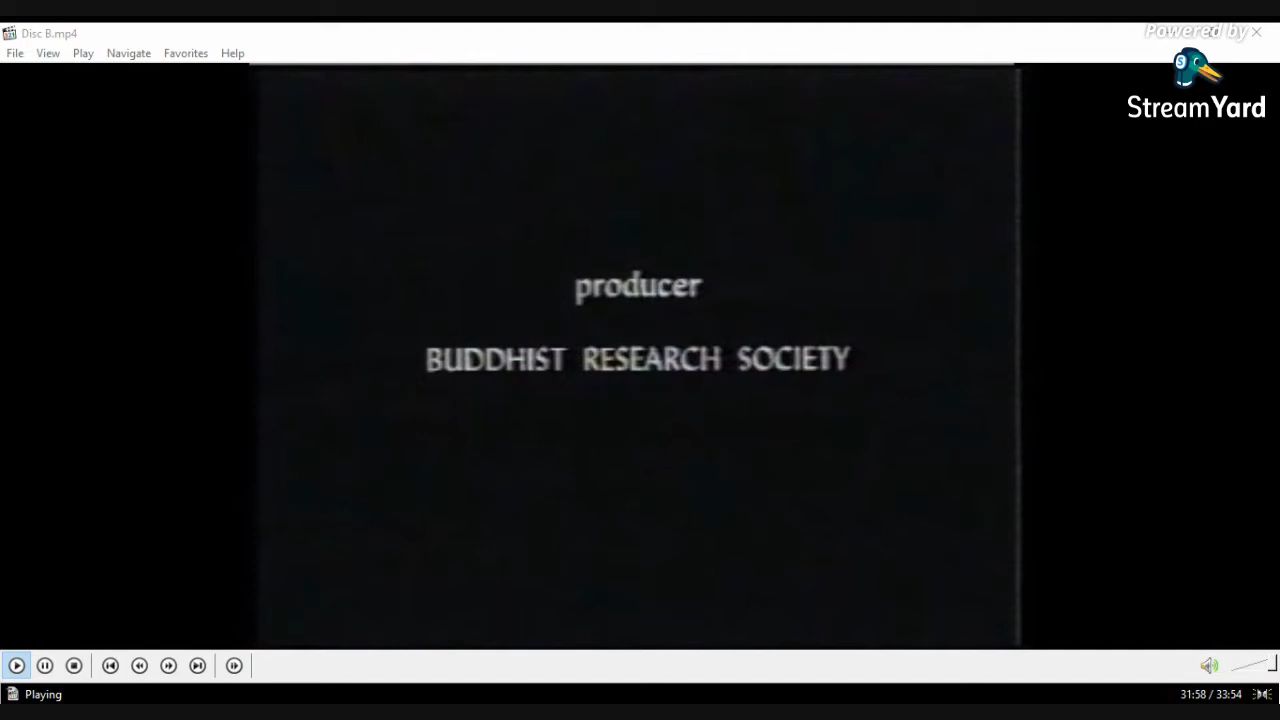 Disc B.mp4
Powered by
File View Play Navigate Favorites Help
StreamYard
producer
BUDDHIST RESEARCH SOCIETY
Playing
31:58 / 33:54